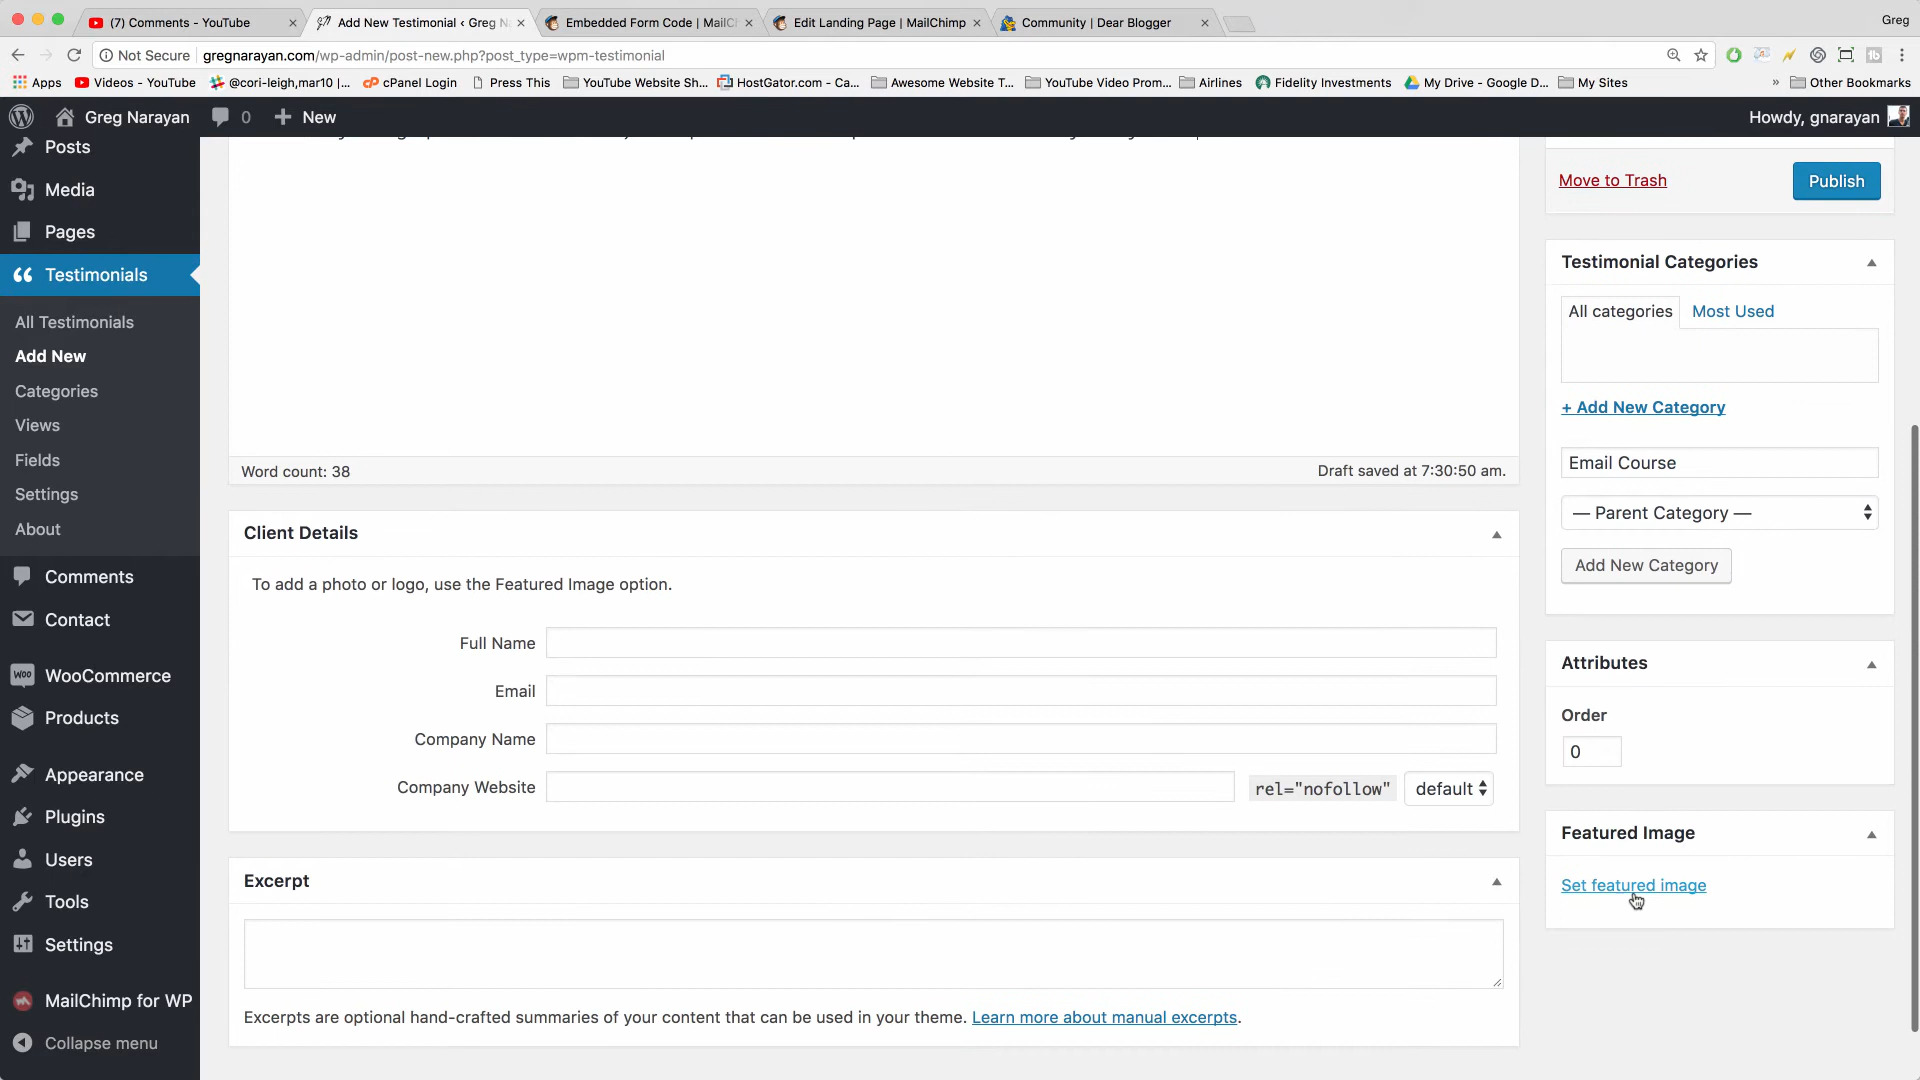 (7) Comments - YouTube
Add New Testimonial ‹ Greg N
Embedded Form Code | MailC
Edit Landing Page | MailChimp
Community | Dear Blogger
Greg
Not Secure gregnarayan.com/wp-admin/post-new.php?post_type=wpm-testimonial
Apps
Videos - YouTube
@cori-leigh,mar10 |...
cPanel Login
Press This
YouTube Website Sh...
HostGator.com - Ca...
Awesome Website T...
YouTube Video Prom...
Airlines
Fidelity Investments
My Drive - Google D...
My Sites
»
Other Bookmarks
Greg Narayan
0
New
Howdy, gnarayan
Posts
Media
Pages
Testimonials
All Testimonials
Add New
Categories
Views
Fields
Settings
About
Comments
Contact
WooCommerce
Products
Appearance
Plugins
Users
Tools
Settings
MailChimp for WP
Collapse menu
Word count: 38
Draft saved at 7:30:50 am.
Client Details
To add a photo or logo, use the Featured Image option.
Full Name
Email
Company Name
Company Website
rel="nofollow"
default
Excerpt
Excerpts are optional hand-crafted summaries of your content that can be used in your theme. Learn more about manual excerpts.
Move to Trash
Publish
Testimonial Categories
All categories
Most Used
+ Add New Category
Email Course
— Parent Category —
Add New Category
Attributes
Order
0
Featured Image
Set featured image